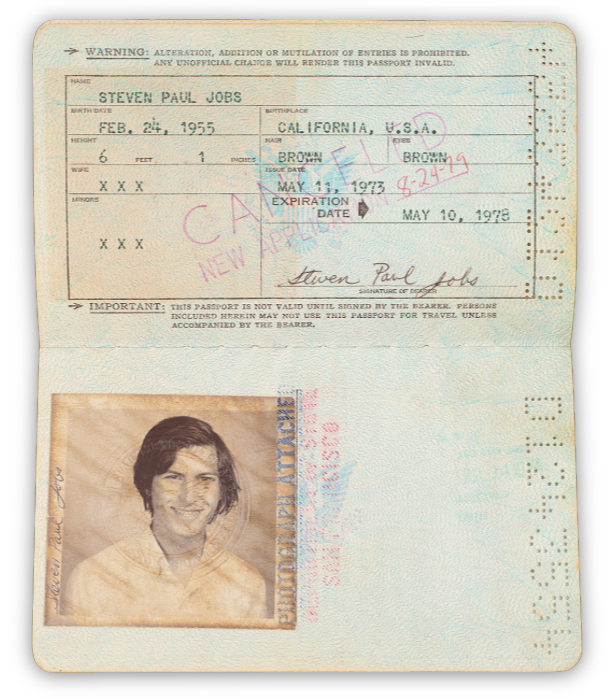 WARNING: ALTERATION, ADDITION OR MUTILATION OF ENTRIES IS PROHIBITED.
ANY UNOFFICIAL CHANGE WILL RENDER THIS PASSPORT INVALID.
NAME
STEVEN PAUL JOBS
BIRTH DATE BIRTHPLACE
FEB. 24, 1955 CALIFORNIA, U.S.A.
HEIGHT HAIR EYES
6 FEET 1 INCHES BROWN BROWN
WIFE ISSUE DATE
X X X MAY 11, 1973
MINORS EXPIRATION
DATE MAY 10, 1978
X X X
CANCELLED
NEW APPLICATION 8-24-79
Steven Paul Jobs
SIGNATURE OF BEARER
IMPORTANT: THIS PASSPORT IS NOT VALID UNTIL SIGNED BY THE BEARER. PERSONS
INCLUDED HEREIN MAY NOT USE THIS PASSPORT FOR TRAVEL UNLESS
ACCOMPANIED BY THE BEARER.
Steven Paul Jobs
PHOTOGRAPH ATTACHED
SAN FRANCISCO